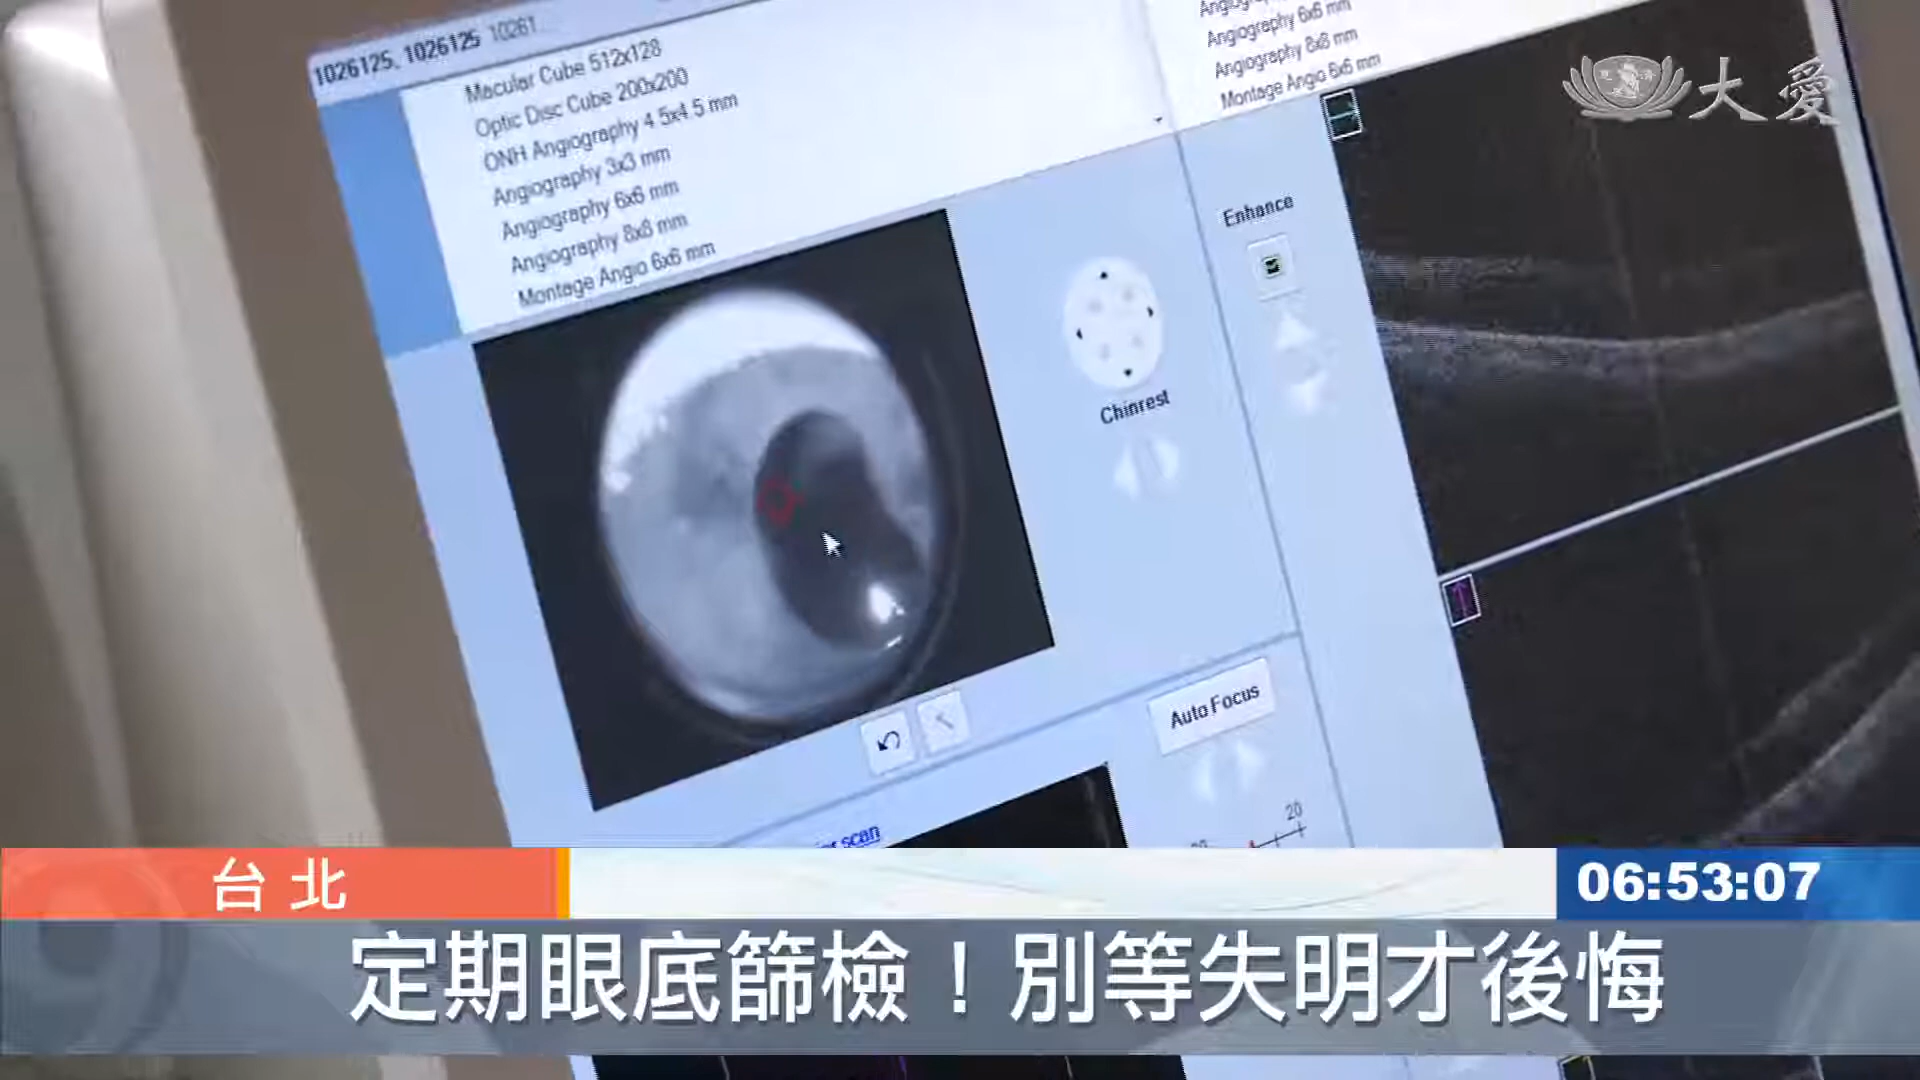 1026125, 1026125 10261...
Macular Cube 512x128
Optic Disc Cube 200x200
ONH Angiography 4.5x4.5 mm
Angiography 3x3 mm
Angiography 6x6 mm
Angiography 8x8 mm
Montage Angio 6x6 mm
Angiography 6x6 mm
Angiography 8x8 mm
Montage Angio 6x6 mm
大愛
Enhance
Chinrest
Auto Focus
20
scan
台北
06:53:07
定期眼底篩檢！別等失明才後悔